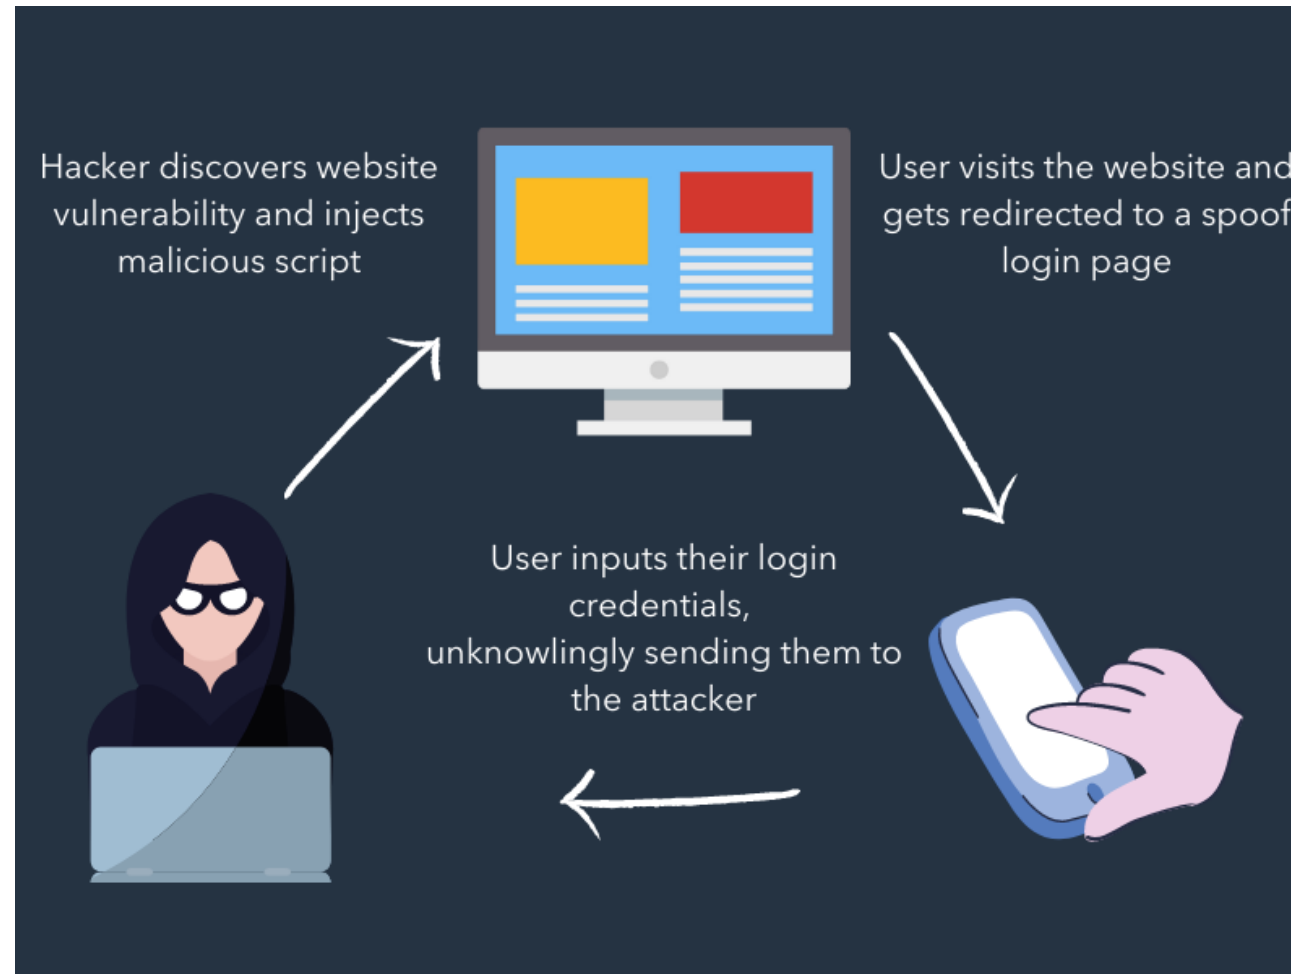 Hacker discovers website
vulnerability and injects
malicious script
User visits the website and
gets redirected to a spoof
login page
User inputs their login
credentials,
unknowlingly sending them to
the attacker